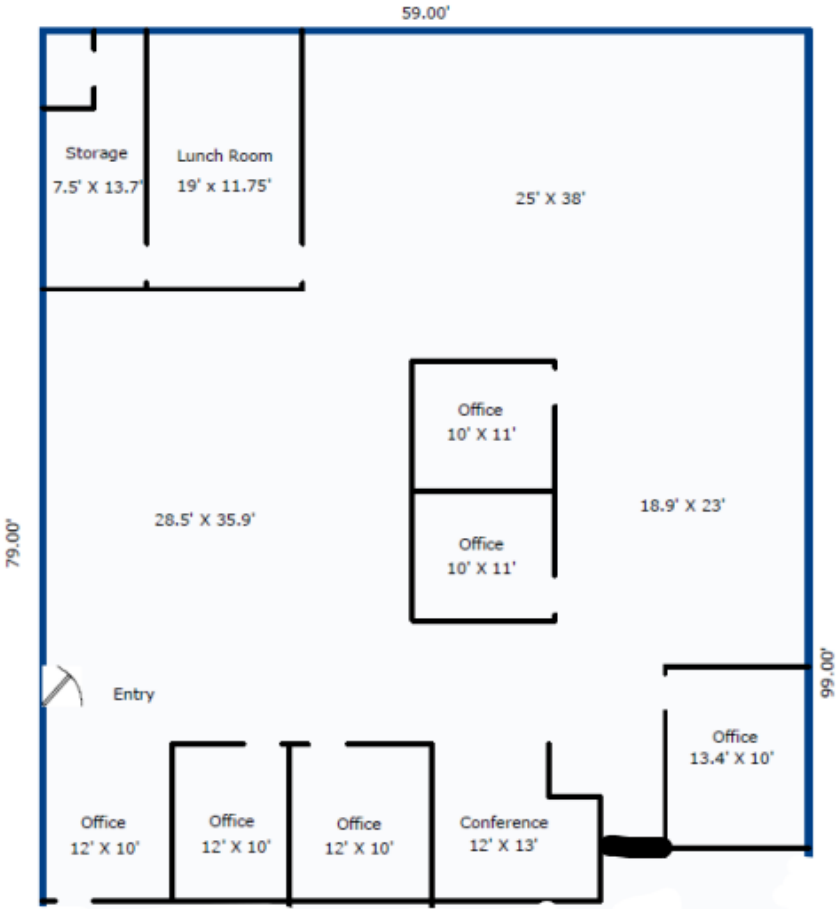 59.00'
Storage
7.5' X 13.7'
Lunch Room
19' x 11.75'
25' X 38'
Office
10' X 11'
28.5' X 35.9'
18.9' X 23'
Office
10' X 11'
79.00'
99.00'
Entry
Office
13.4' X 10'
Office
12' X 10'
Office
12' X 10'
Office
12' X 10'
Conference
12' X 13'